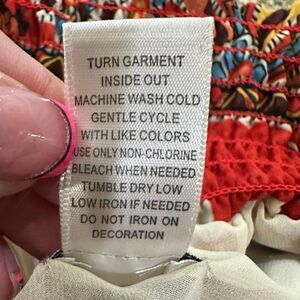 TURN GARMENT
INSIDE OUT
MACHINE WASH COLD
GENTLE CYCLE
WITH LIKE COLORS
USE ONLY NON-CHLORINE
BLEACH WHEN NEEDED
TUMBLE DRY LOW
LOW IRON IF NEEDED
DO NOT IRON ON
DECORATION